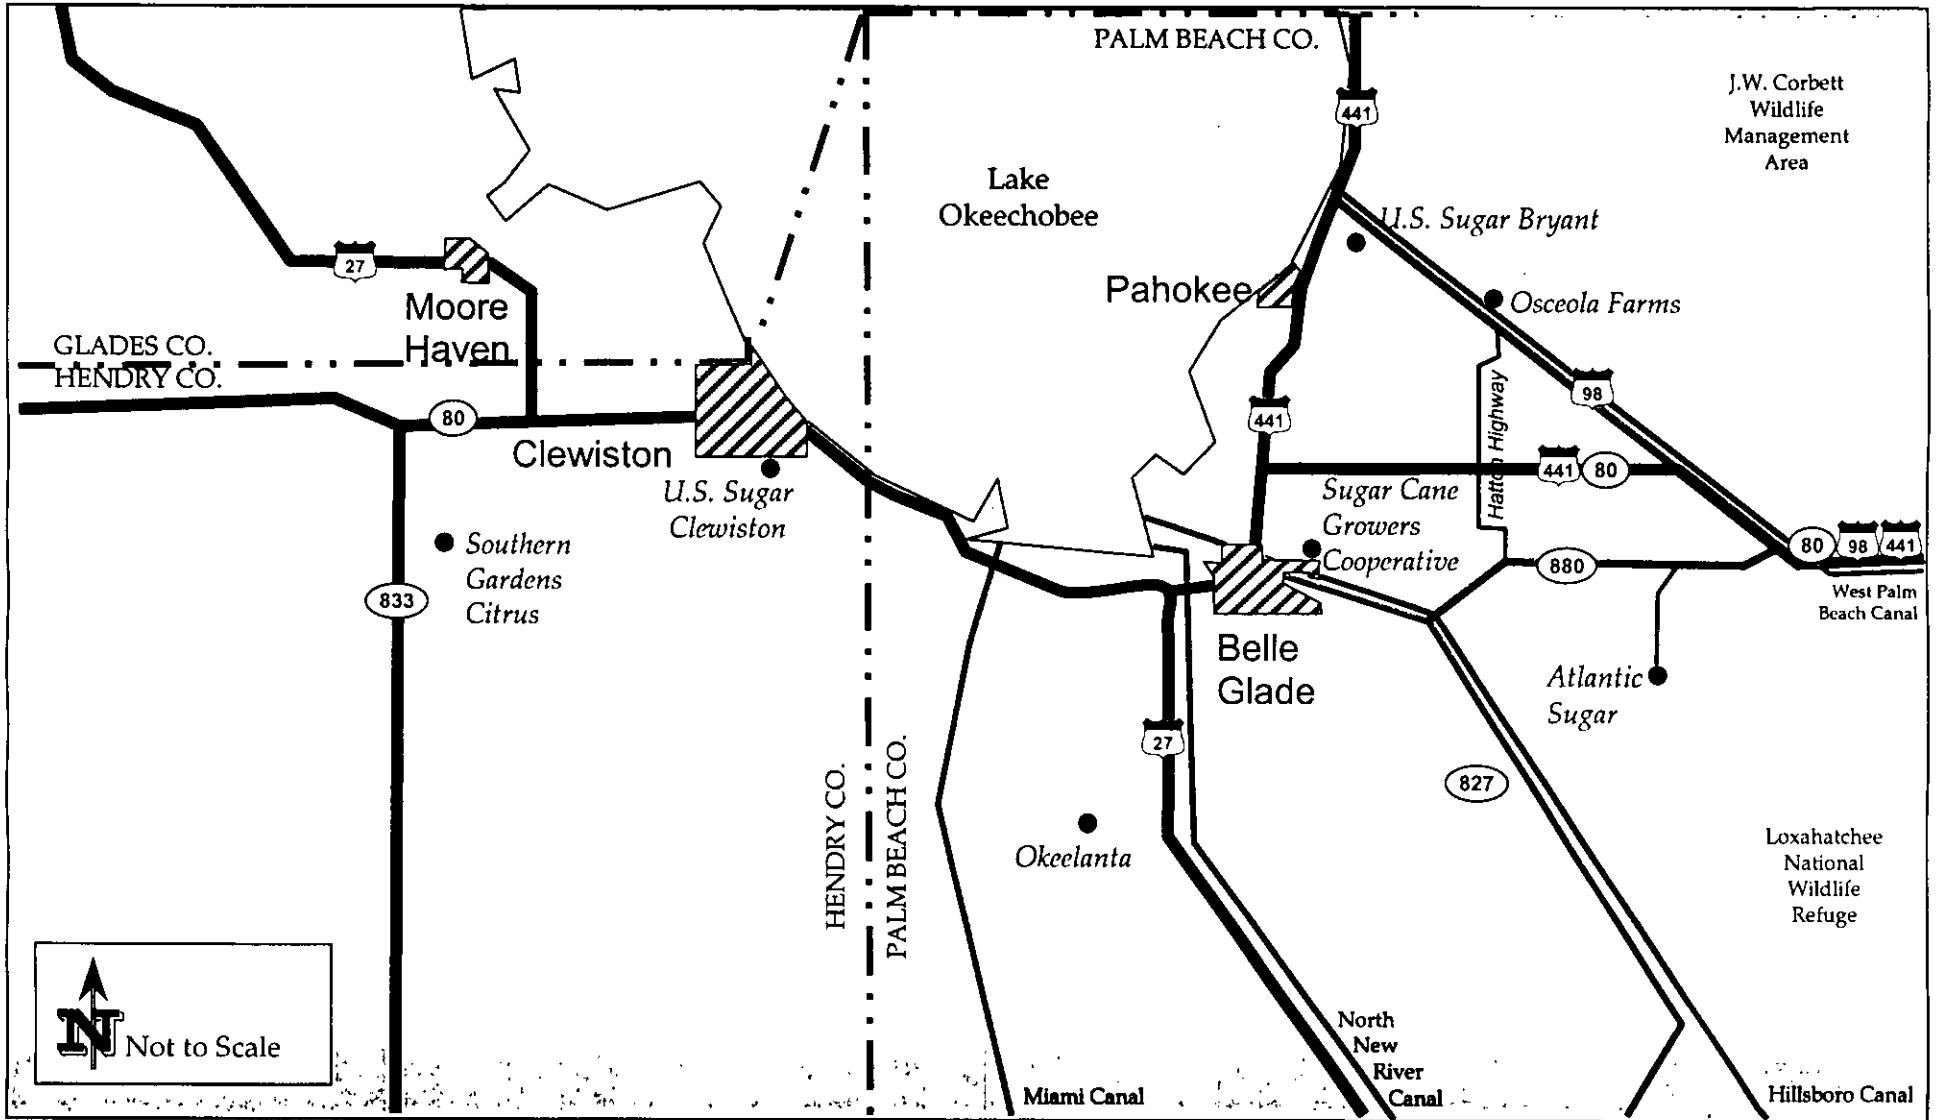 PALM BEACH CO.
J.W. Corbett
Wildlife
Management
Area
441
Lake
Okeechobee
U.S. Sugar Bryant
27
Moore
Haven
Pahokee
Osceola Farms
GLADES CO.
HENDRY CO.
98
80
441
Hatton Highway
Clewiston
441
80
U.S. Sugar
Clewiston
Sugar Cane
Growers
Cooperative
Southern
Gardens
Citrus
80
98
441
880
833
West Palm
Beach Canal
Belle
Glade
Atlantic
Sugar
27
827
HENDRY CO.
PALM BEACH CO.
Okeelanta
Loxahatchee
National
Wildlife
Refuge
N
Not to Scale
North
New
River
Canal
Miami Canal
Hillsboro Canal